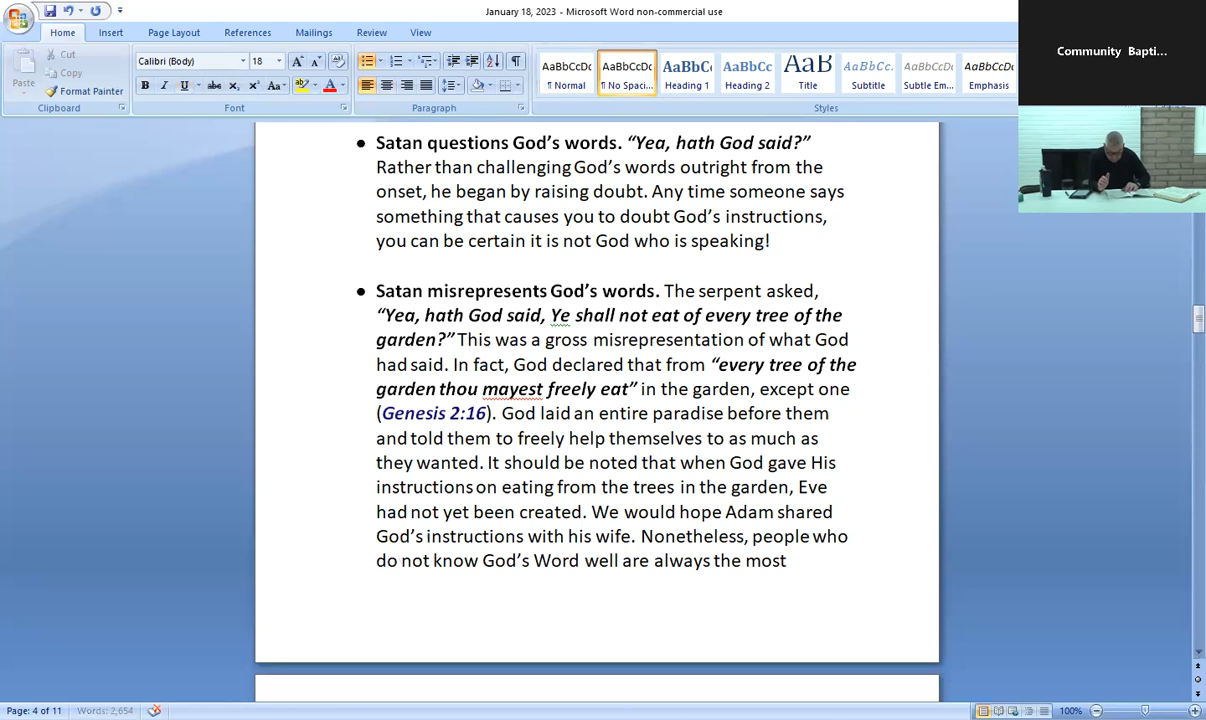 January 18, 2023 - Microsoft Word non-commercial use
Home Insert Page Layout References Mailings Review View
Paste
Cut
Copy
Format Painter
Clipboard
Calibri (Body) 18
Font
Paragraph
AaBbCcDc
¶ Normal
AaBbCcDc
¶ No Spaci...
AaBbCc
Heading 1
AaBbCc
Heading 2
AaB
Title
AaBbCc.
Subtitle
AaBbCcDc
Subtle Em...
AaBbCcDc
Emphasis
Styles
Community Bapti...
● Satan questions God’s words. “Yea, hath God said?”
Rather than challenging God’s words outright from the
onset, he began by raising doubt. Any time someone says
something that causes you to doubt God’s instructions,
you can be certain it is not God who is speaking!
● Satan misrepresents God’s words. The serpent asked,
“Yea, hath God said, Ye shall not eat of every tree of the
garden?” This was a gross misrepresentation of what God
had said. In fact, God declared that from “every tree of the
garden thou mayest freely eat” in the garden, except one
(Genesis 2:16). God laid an entire paradise before them
and told them to freely help themselves to as much as
they wanted. It should be noted that when God gave His
instructions on eating from the trees in the garden, Eve
had not yet been created. We would hope Adam shared
God’s instructions with his wife. Nonetheless, people who
do not know God’s Word well are always the most
Page: 4 of 11 Words: 2,654
100%